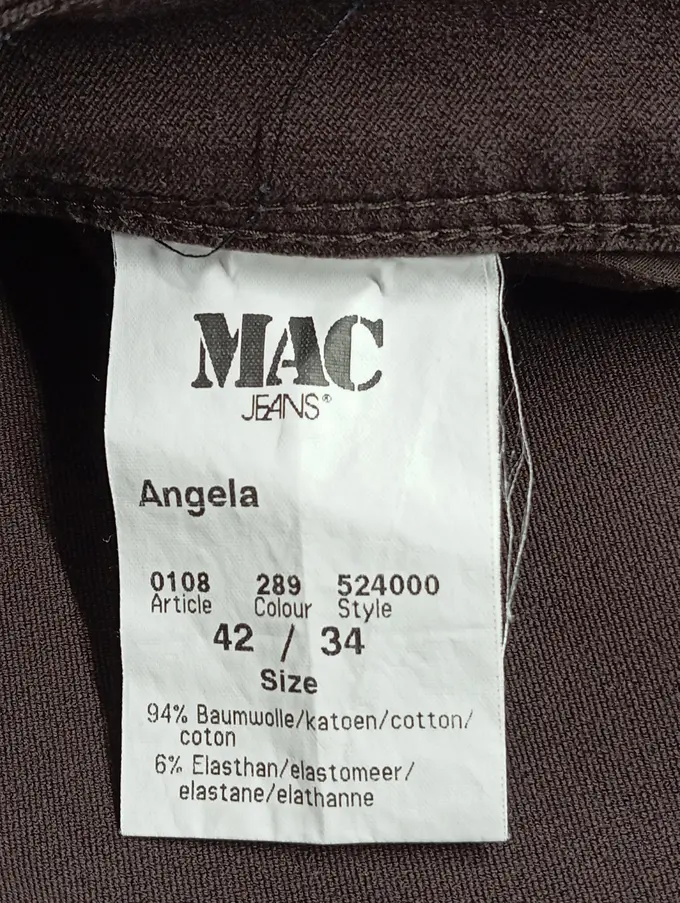 MAC
JEANS®
Angela
0108 289 524000
Article Colour Style
42 / 34
Size
94% Baumwolle/katoen/cotton/
coton
6% Elasthan/elastomeer/
elastane/elathanne